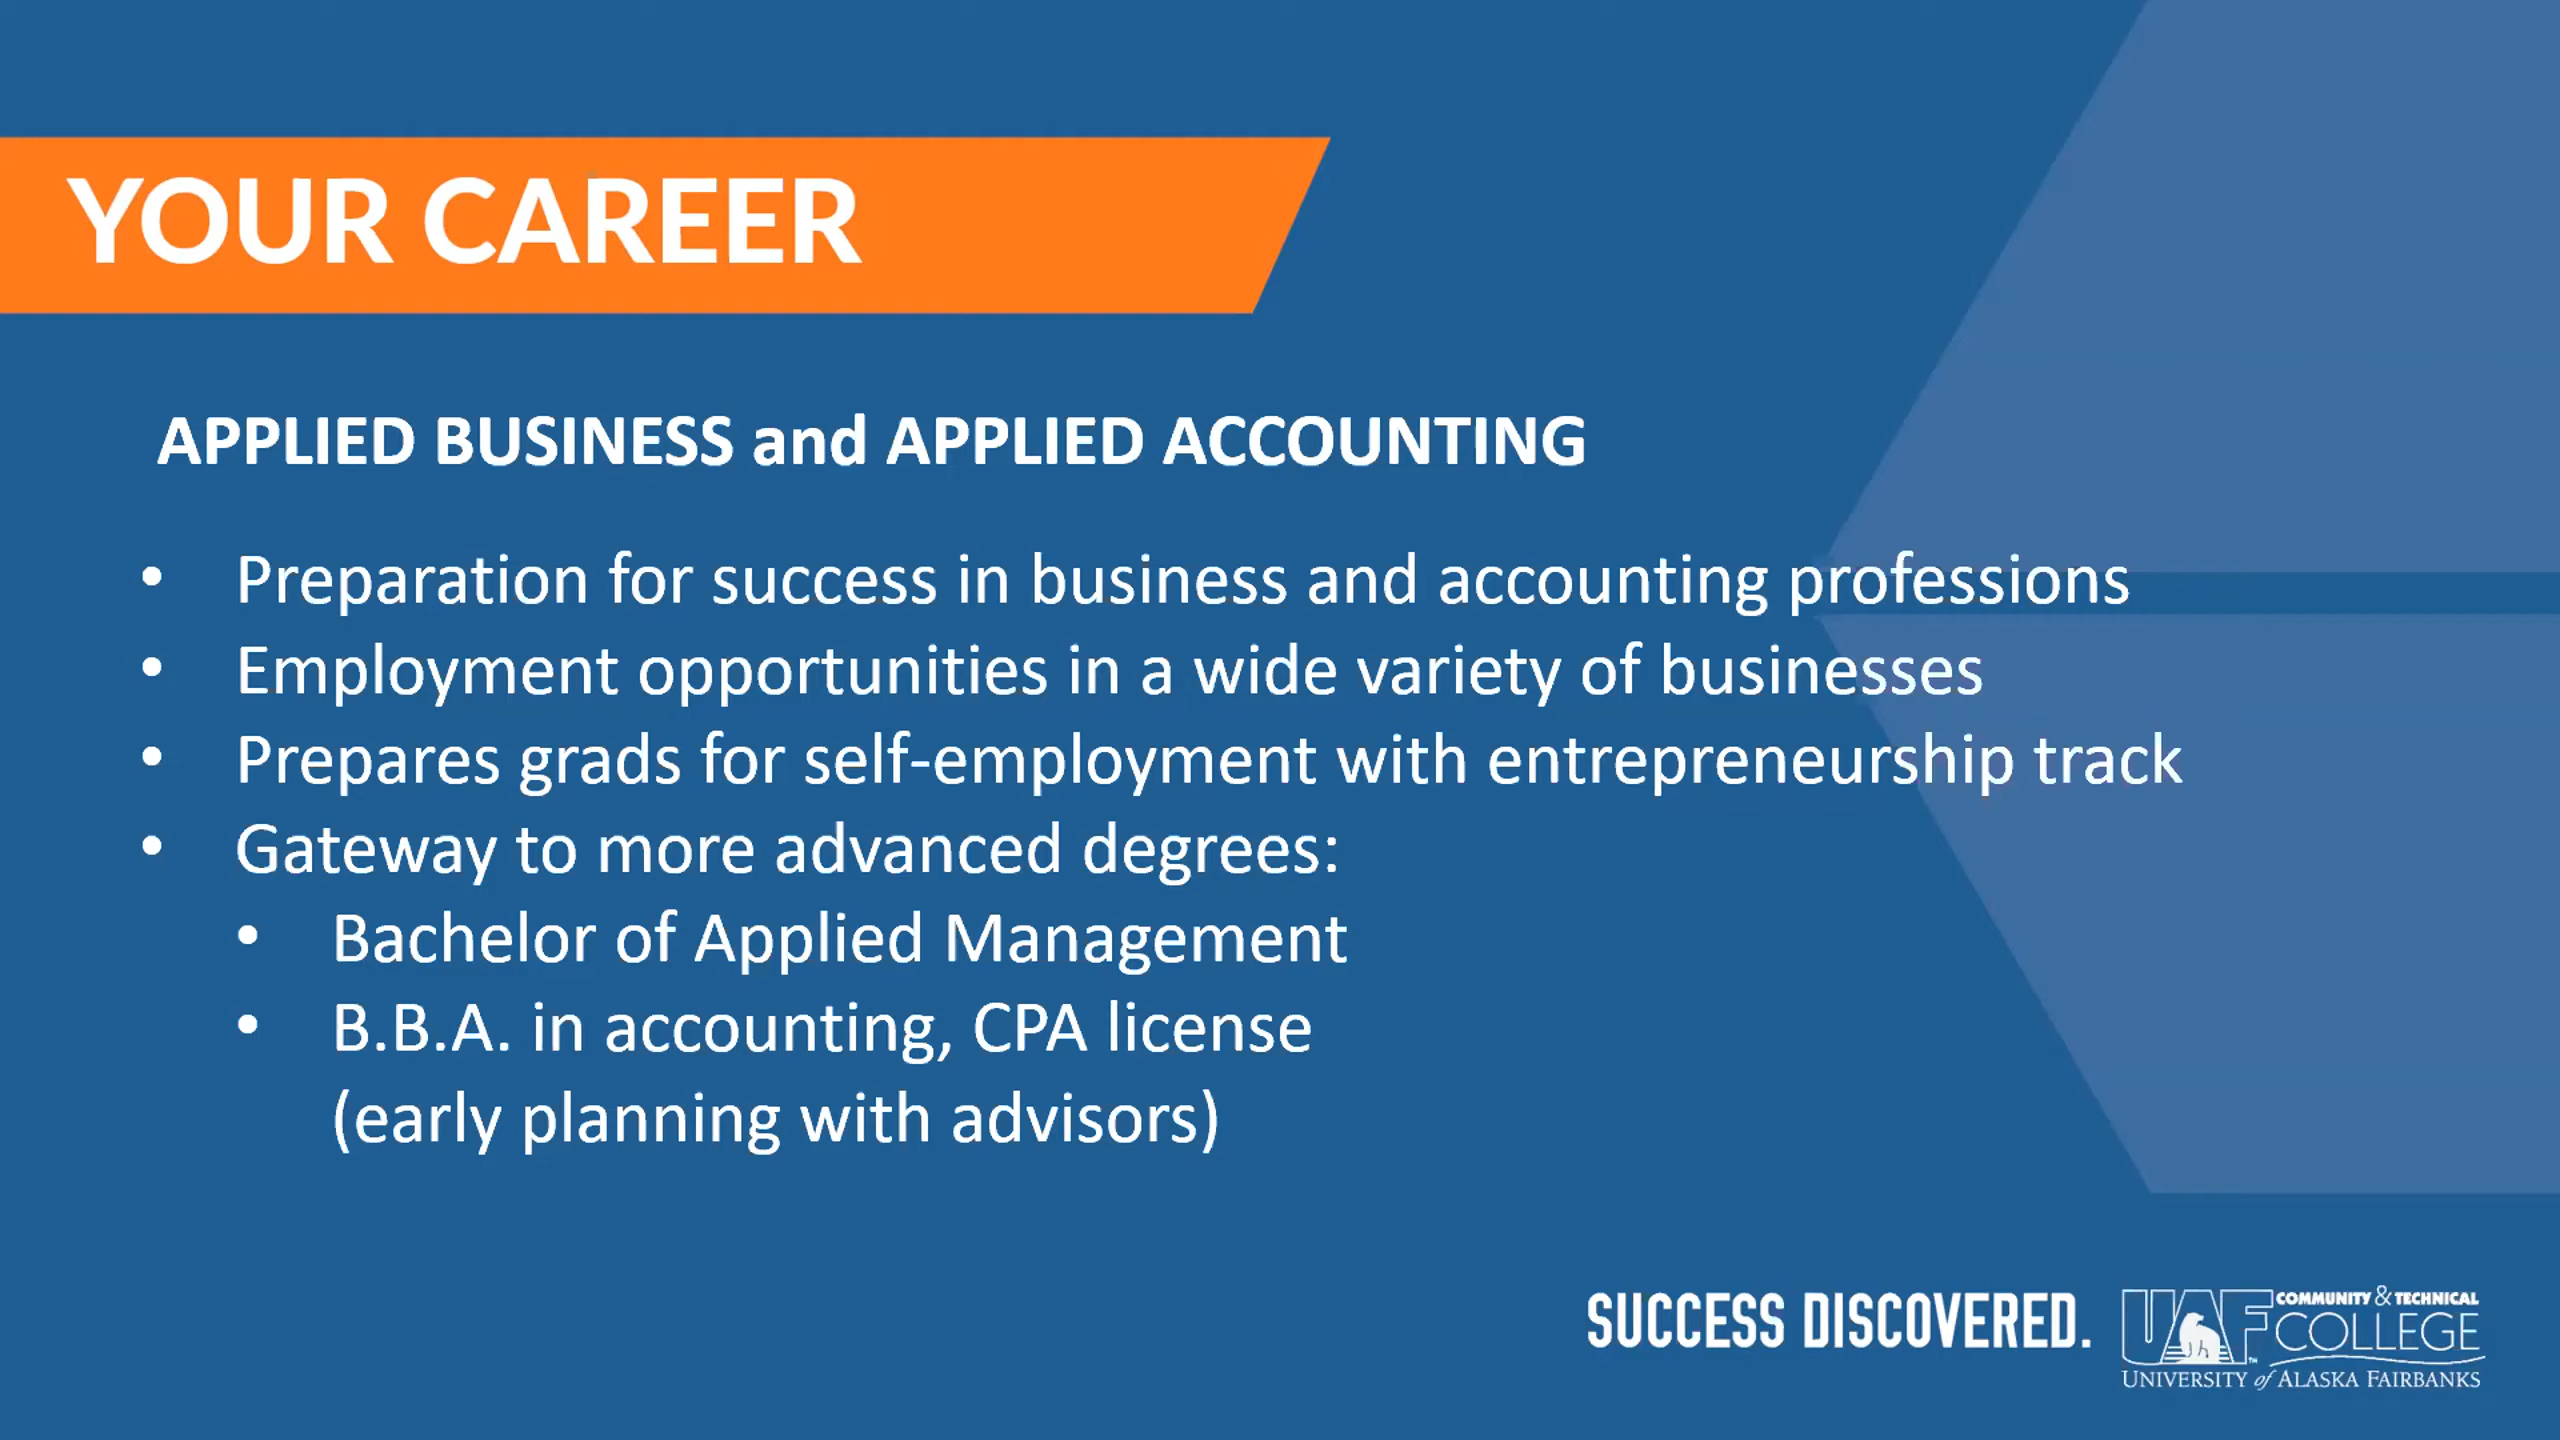 YOUR CAREER
APPLIED BUSINESS and APPLIED ACCOUNTING
• Preparation for success in business and accounting professions
• Employment opportunities in a wide variety of businesses
• Prepares grads for self-employment with entrepreneurship track
• Gateway to more advanced degrees:
• Bachelor of Applied Management
• B.B.A. in accounting, CPA license
(early planning with advisors)
SUCCESS DISCOVERED.
UAF COMMUNITY & TECHNICAL
COLLEGE
UNIVERSITY of ALASKA FAIRBANKS